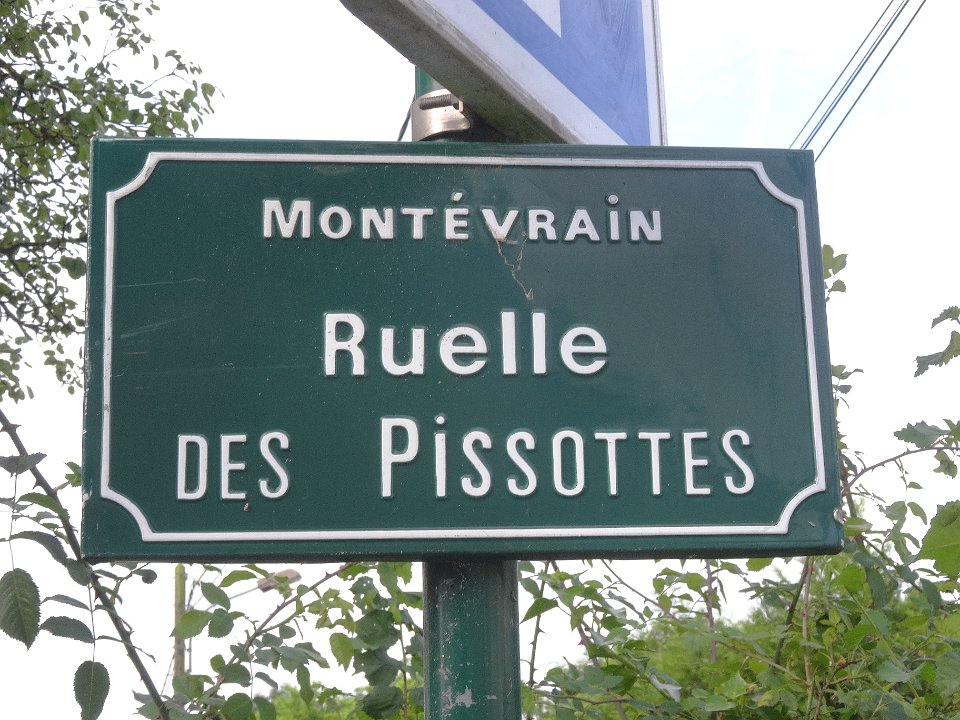 MONTÉVRAiN
Ruelle
DES PiSSOTTES